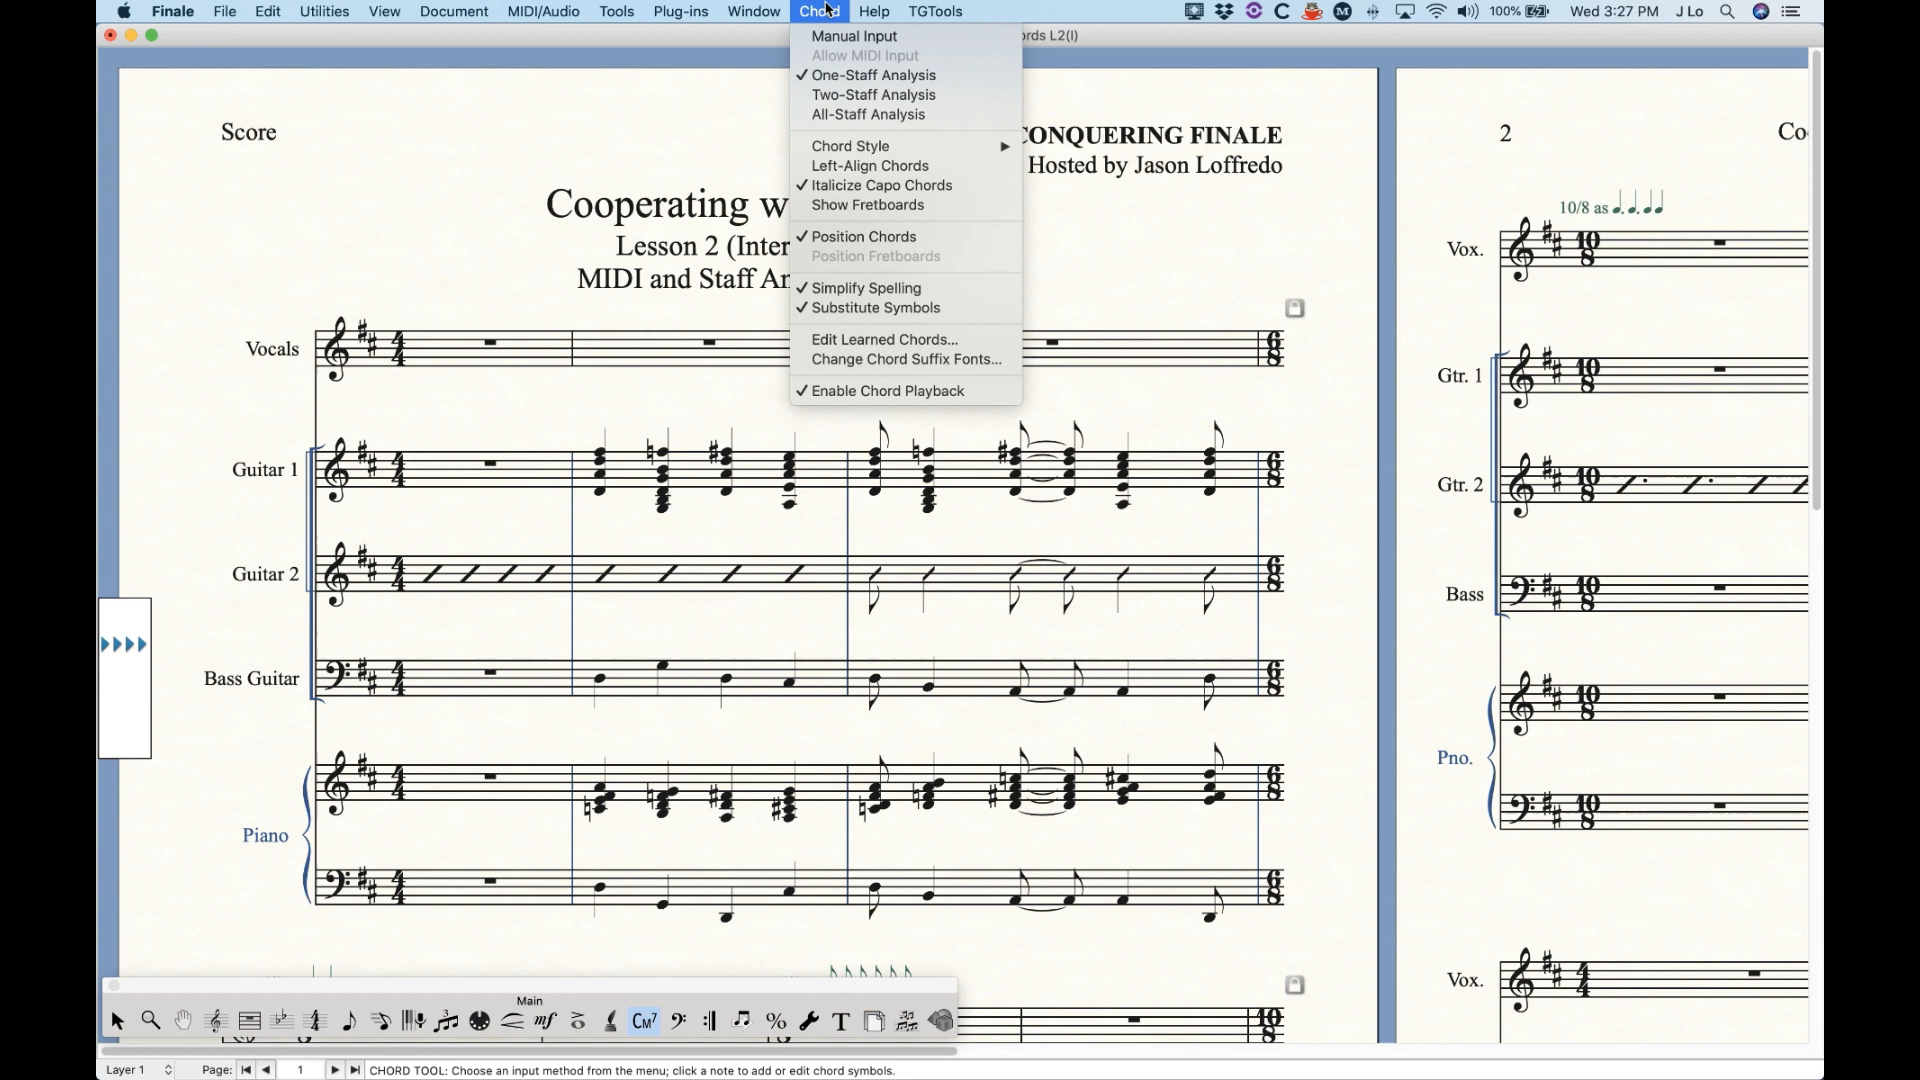 Finale File Edit Utilities View Document MIDI/Audio Tools Plug-ins Window Chord Help TGTools 100% Wed 3:27 PM J Lo
ords L2(I)
Manual Input
Allow MIDI Input
One-Staff Analysis
Two-Staff Analysis
All-Staff Analysis
Chord Style
Left-Align Chords
Italicize Capo Chords
Show Fretboards
Position Chords
Position Fretboards
Simplify Spelling
Substitute Symbols
Edit Learned Chords...
Change Chord Suffix Fonts...
Enable Chord Playback
Score
CONQUERING FINALE
Hosted by Jason Loffredo
Cooperating w
Lesson 2 (Inter
MIDI and Staff An
Vocals
Guitar 1
Guitar 2
Bass Guitar
Piano
2
Co
10/8 as
Vox.
Gtr. 1
Gtr. 2
Bass
Pno.
Vox.
Main
CM7
mf
T
Layer 1 Page: 1 CHORD TOOL: Choose an input method from the menu; click a note to add or edit chord symbols.